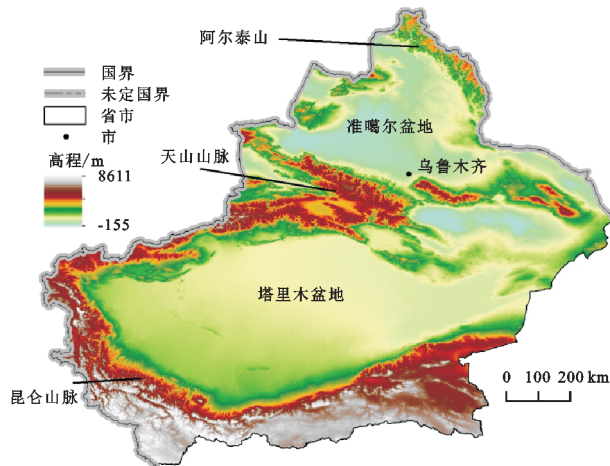 阿尔泰山
国界
未定国界
省市
市
高程/m
8611
-155
准噶尔盆地
乌鲁木齐
天山山脉
塔里木盆地
昆仑山脉
0 100 200 km